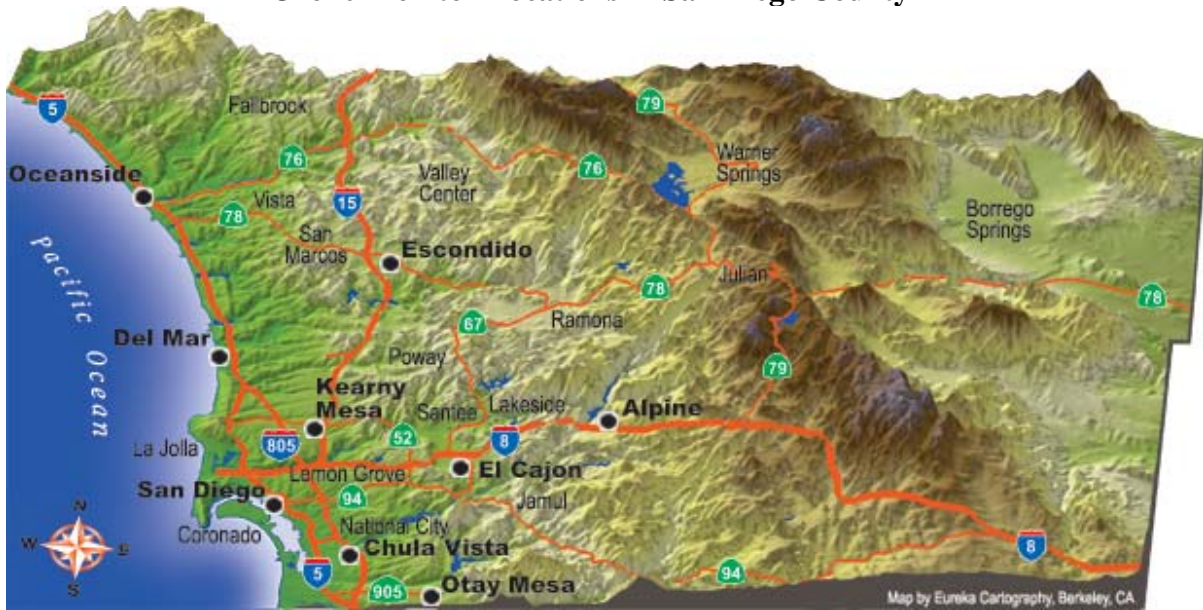 5
Fallbrook
79
76
Warner
Springs
Oceanside
Valley
Center
76
Vista
15
78
Borrego
Springs
San
Marcos
Escondido
Pacific Ocean
78
Julian
78
67
Ramona
Del Mar
Poway
79
Kearny
Mesa
Santee
Lakeside
Alpine
La Jolla
805
52
8
Lemon Grove
El Cajon
San Diego
94
Jamul
N
W
E
S
Coronado
National City
Chula Vista
8
5
94
905
Otay Mesa
Map by Eureka Cartography, Berkeley, CA